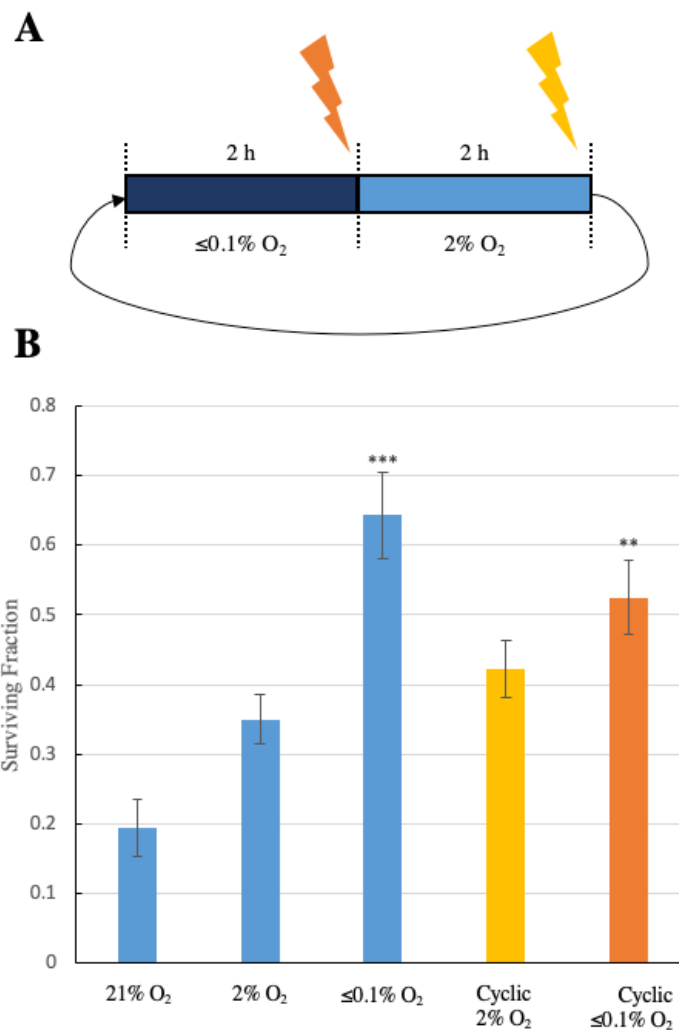 A
2 h 2 h
≤0.1% O₂ 2% O₂
B
0.8
0.7
0.6
0.5
0.4
0.3
0.2
0.1
0
Surviving Fraction
***
**
21% O₂ 2% O₂ ≤0.1% O₂ Cyclic Cyclic
2% O₂ ≤0.1% O₂